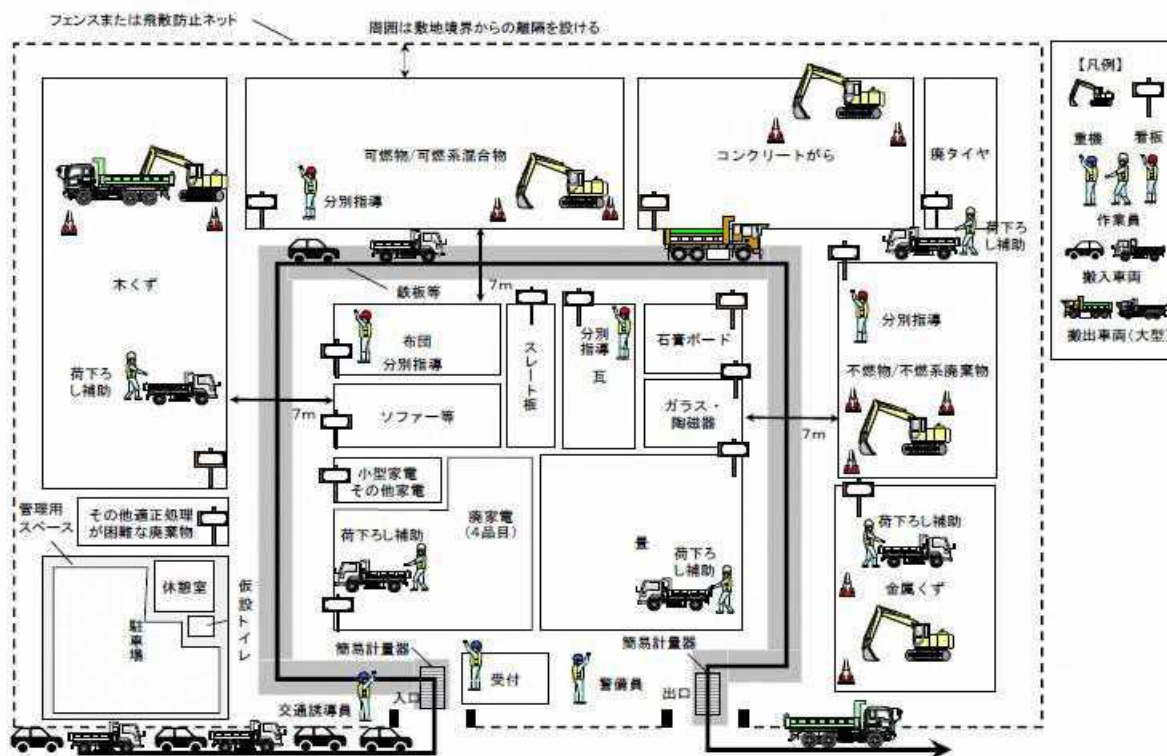 フェンスまたは飛散防止ネット
周囲は敷地境界からの離隔を設ける
【凡例】
重機
看板
作業員
搬入車両
搬出車両(大型)
可燃物/可燃系混合物
分別指導
コンクリートがら
廃タイヤ
荷下ろ
し補助
木くず
荷下ろ
し補助
鉄板等
7m
布団
分別指導
スレート板
分別
指導
瓦
石膏ボード
分別指導
不燃物/不燃系廃棄物
7m
ソファー等
ガラス・
陶磁器
7m
小型家電
その他家電
廃家電
(4品目)
荷下ろし補助
畳
荷下ろ
し補助
荷下ろし補助
金属くず
管理用
スペース
その他適正処理
が困難な廃棄物
休憩室
仮設トイレ
駐車場
簡易計量器
入口
受付
警備員
簡易計量器
出口
交通誘導員